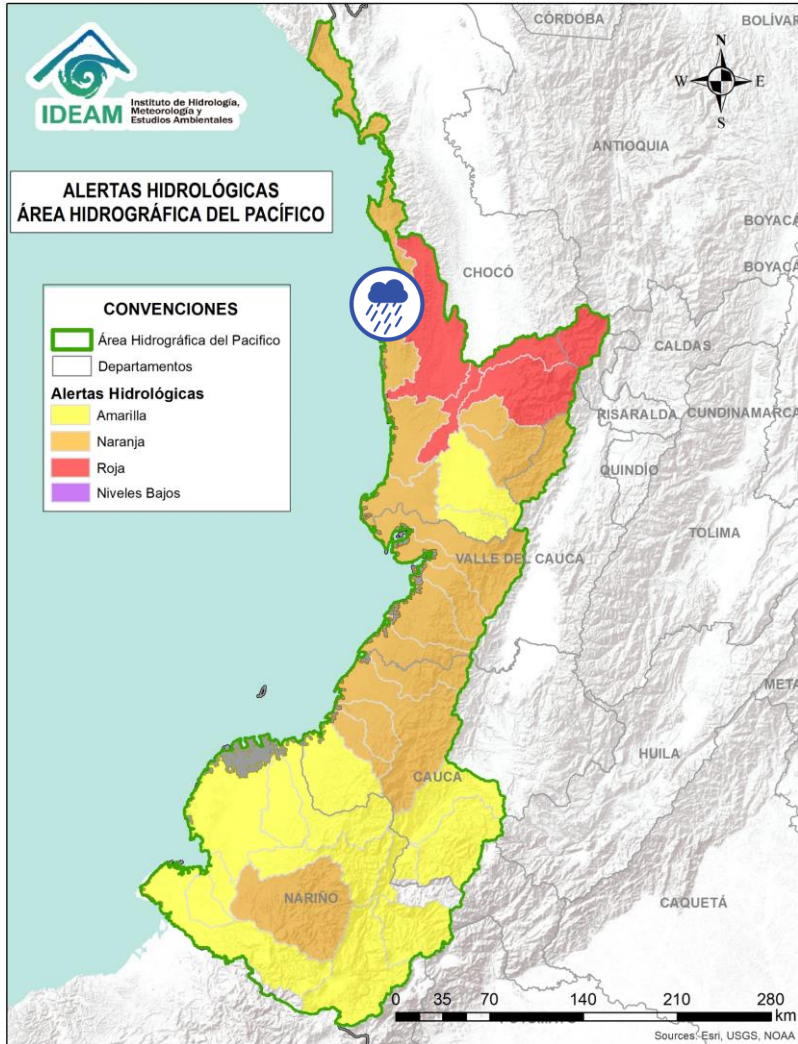 CÓRDOBA
BOLÍVAR
N
W
E
S
IDEAM
Instituto de Hidrología,
Meteorología y
Estudios Ambientales
ANTIOQUIA
ALERTAS HIDROLÓGICAS
ÁREA HIDROGRÁFICA DEL PACÍFICO
BOYACÁ
BOYACÁ
CHOCÓ
CONVENCIONES
Área Hidrográfica del Pacífico
Departamentos
Alertas Hidrológicas
Amarilla
Naranja
Roja
Niveles Bajos
CALDAS
RISARALDA
CUNDINAMARCA
QUINDÍO
TOLIMA
VALLE DEL CAUCA
META
HUILA
CAUCA
NARIÑO
CAQUETÁ
0 35 70 140 210 280
km
Sources: Esri, USGS, NOAA